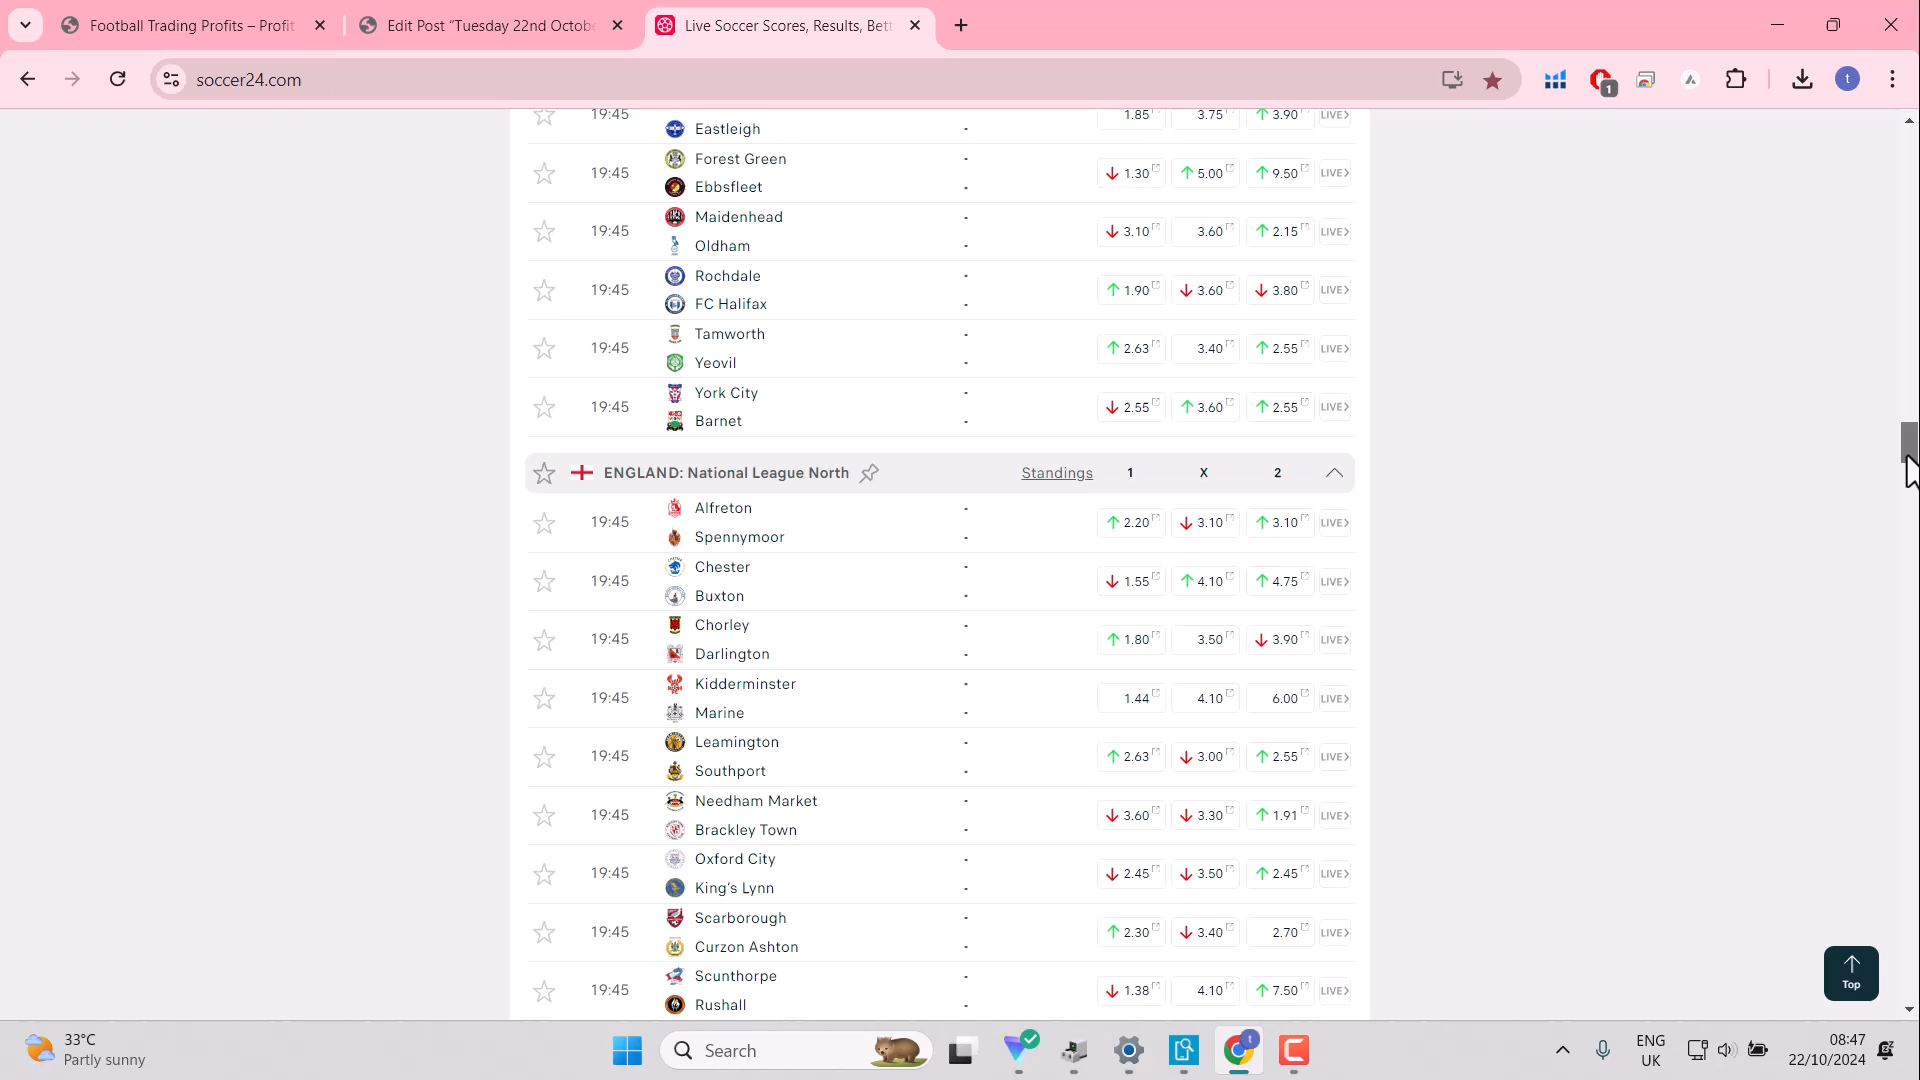 Football Trading Profits – Profit
Edit Post “Tuesday 22nd Octobe
Live Soccer Scores, Results, Bett
soccer24.com
1
t
19:45 1.85 3.75 3.90 LIVE
Eastleigh -
Forest Green -
19:45 1.30 5.00 9.50 LIVE
Ebbsfleet -
Maidenhead -
19:45 3.10 3.60 2.15 LIVE
Oldham -
Rochdale -
19:45 1.90 3.60 3.80 LIVE
FC Halifax -
Tamworth -
19:45 2.63 3.40 2.55 LIVE
Yeovil -
York City -
19:45 2.55 3.60 2.55 LIVE
Barnet -
ENGLAND: National League North Standings 1 X 2
Alfreton -
19:45 2.20 3.10 3.10 LIVE
Spennymoor -
Chester -
19:45 1.55 4.10 4.75 LIVE
Buxton -
Chorley -
19:45 1.80 3.50 3.90 LIVE
Darlington -
Kidderminster -
19:45 1.44 4.10 6.00 LIVE
Marine -
Leamington -
19:45 2.63 3.00 2.55 LIVE
Southport -
Needham Market -
19:45 3.60 3.30 1.91 LIVE
Brackley Town -
Oxford City -
19:45 2.45 3.50 2.45 LIVE
King's Lynn -
Scarborough -
19:45 2.30 3.40 2.70 LIVE
Curzon Ashton -
Scunthorpe -
19:45 1.38 4.10 7.50 LIVE
Rushall -
Top
33°C
Partly sunny
Search
t
ENG
UK
08:47
22/10/2024